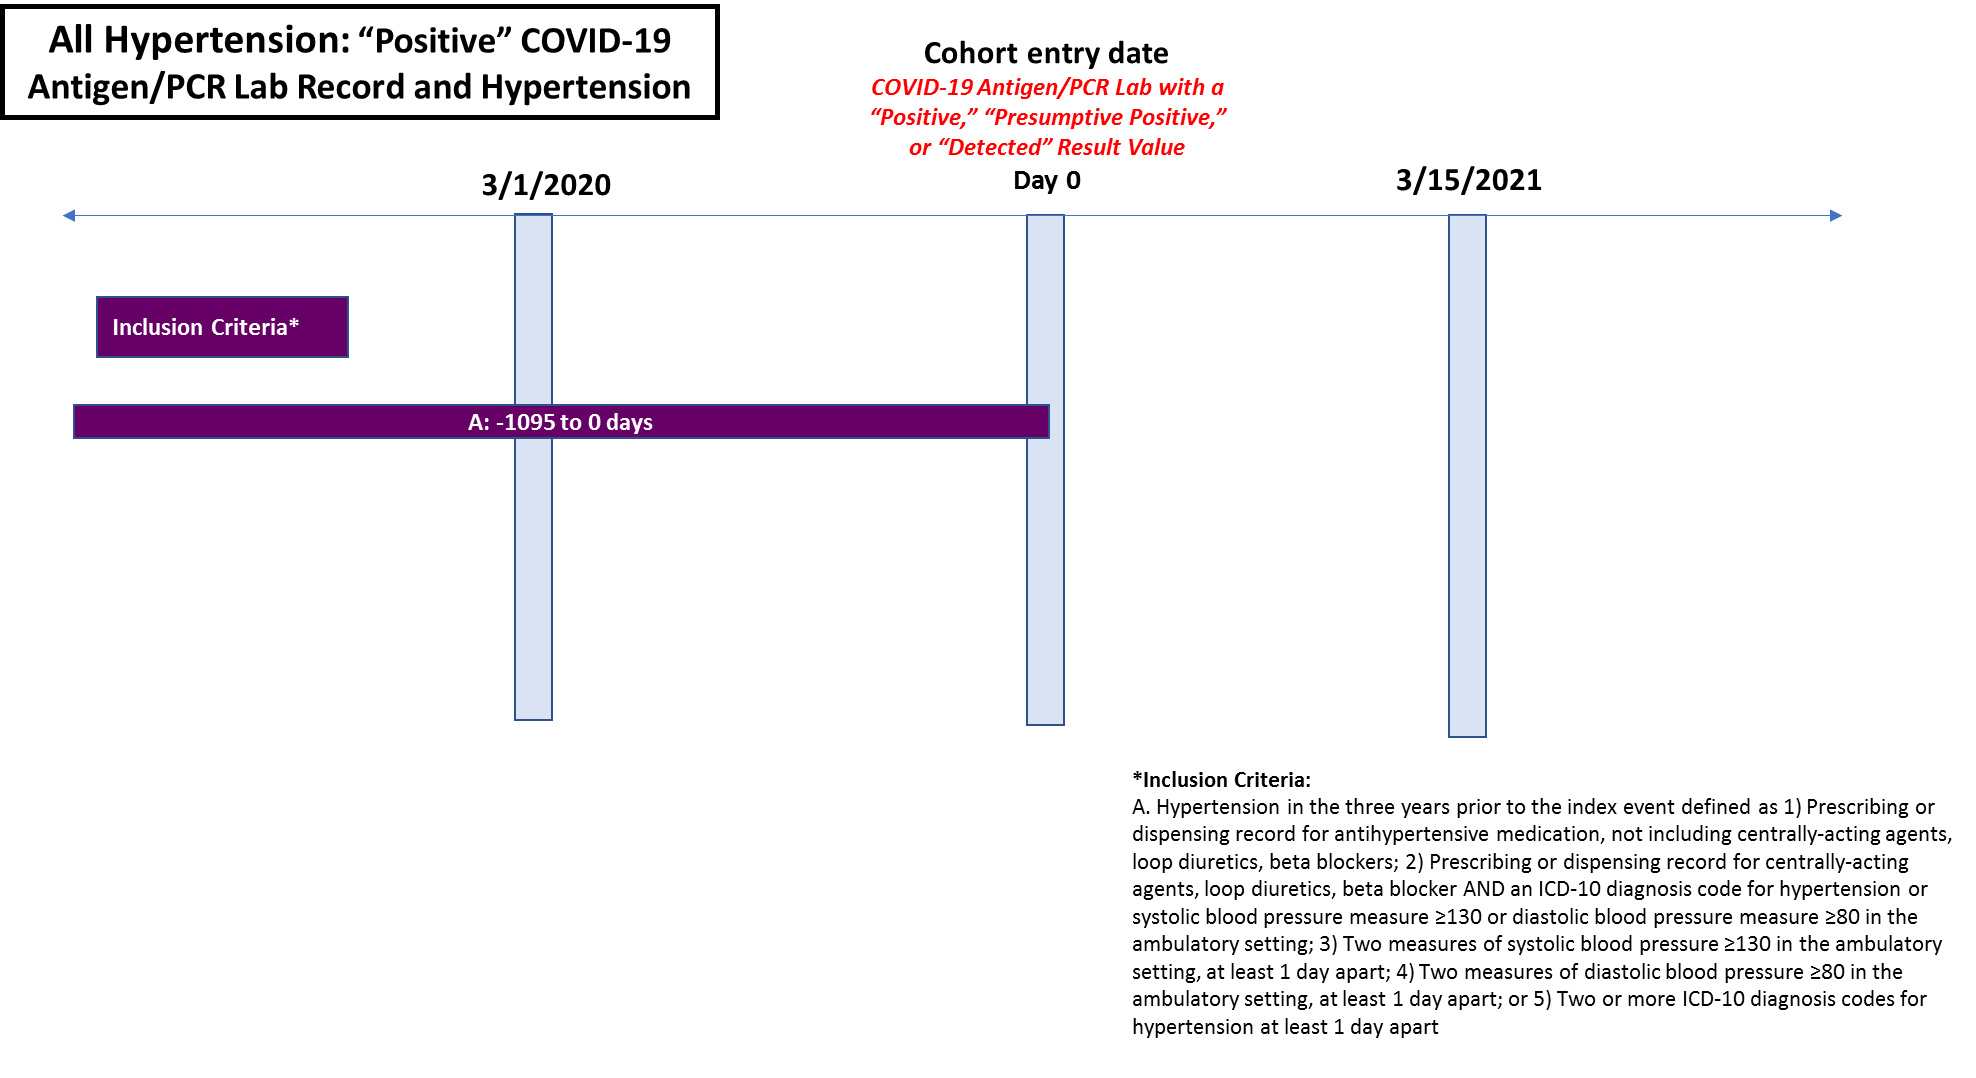 All Hypertension: “Positive” COVID-19
Antigen/PCR Lab Record and Hypertension
Cohort entry date
COVID-19 Antigen/PCR Lab with a
“Positive,” “Presumptive Positive,”
or “Detected” Result Value
Day 0
3/1/2020
3/15/2021
Inclusion Criteria*
A: -1095 to 0 days
*Inclusion Criteria:
A. Hypertension in the three years prior to the index event defined as 1) Prescribing or
dispensing record for antihypertensive medication, not including centrally-acting agents,
loop diuretics, beta blockers; 2) Prescribing or dispensing record for centrally-acting
agents, loop diuretics, beta blocker AND an ICD-10 diagnosis code for hypertension or
systolic blood pressure measure ≥130 or diastolic blood pressure measure ≥80 in the
ambulatory setting; 3) Two measures of systolic blood pressure ≥130 in the ambulatory
setting, at least 1 day apart; 4) Two measures of diastolic blood pressure ≥80 in the
ambulatory setting, at least 1 day apart; or 5) Two or more ICD-10 diagnosis codes for
hypertension at least 1 day apart